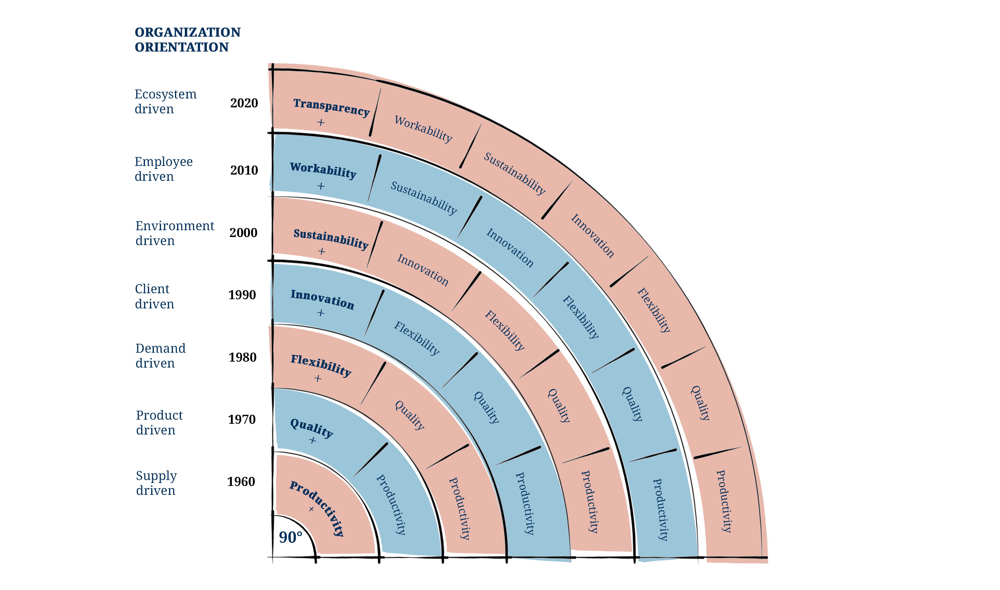 ORGANIZATION
ORIENTATION
Ecosystem
driven
2020
Transparency
+
Workability
Sustainability
Innovation
Flexibility
Quality
Productivity
Employee
driven
2010
Workability
+
Sustainability
Innovation
Flexibility
Quality
Productivity
Environment
driven
2000
Sustainability
+
Innovation
Flexibility
Quality
Productivity
Client
driven
1990
Innovation
+
Flexibility
Quality
Productivity
Demand
driven
1980
Flexibility
+
Quality
Productivity
Product
driven
1970
Quality
+
Productivity
Supply
driven
1960
Productivity
+
90°